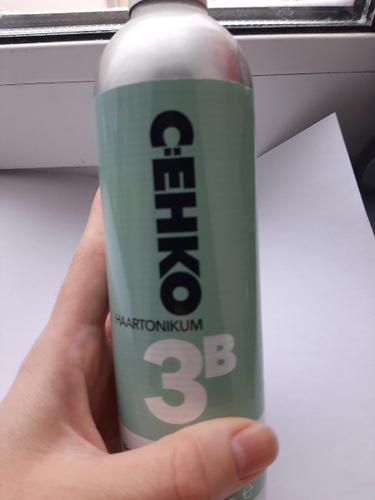 C:EHKO
HAARTONIKUM
3B
e